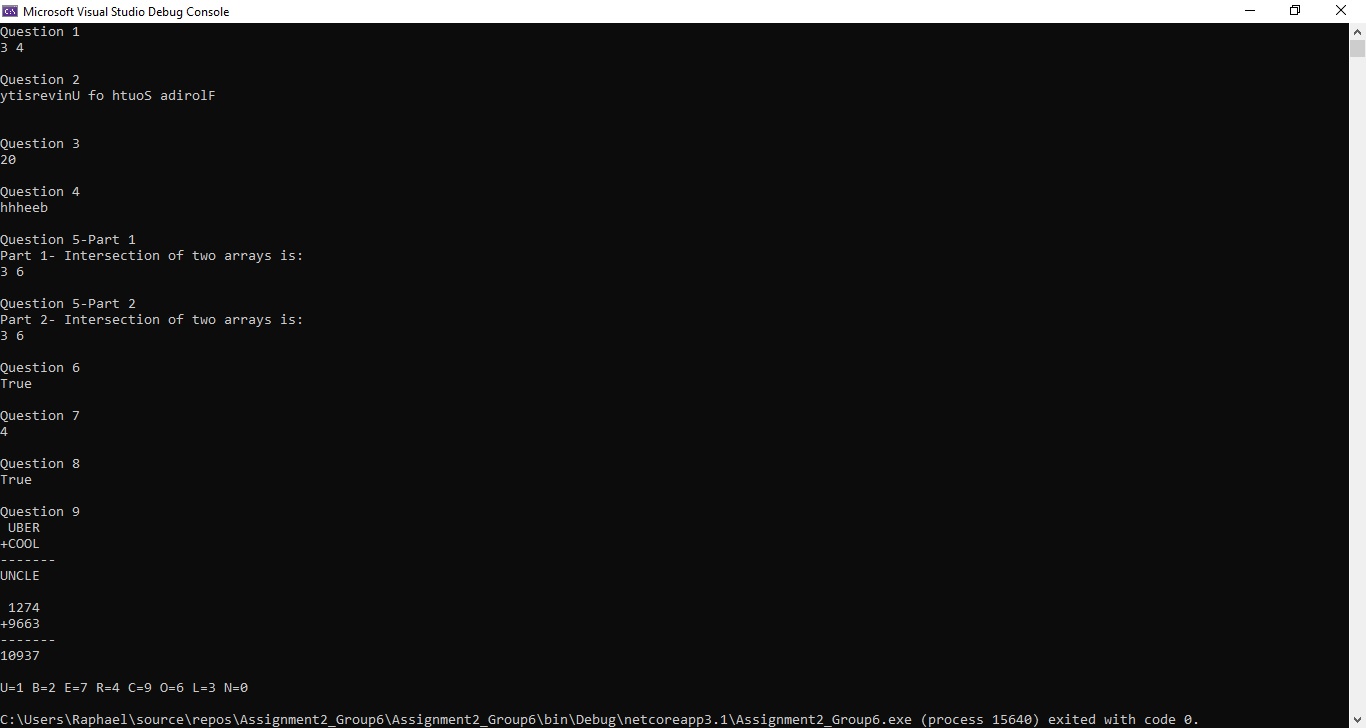 Microsoft Visual Studio Debug Console
Question 1
3 4
Question 2
ytisrevinU fo htuoS adirolF
Question 3
20
Question 4
hhheeb
Question 5-Part 1
Part 1- Intersection of two arrays is:
3 6
Question 5-Part 2
Part 2- Intersection of two arrays is:
3 6
Question 6
True
Question 7
4
Question 8
True
Question 9
 UBER
+COOL
-------
UNCLE
 1274
+9663
-------
10937
U=1 B=2 E=7 R=4 C=9 O=6 L=3 N=0
C:\Users\Raphael\source\repos\Assignment2_Group6\Assignment2_Group6\bin\Debug\netcoreapp3.1\Assignment2_Group6.exe (process 15640) exited with code 0.